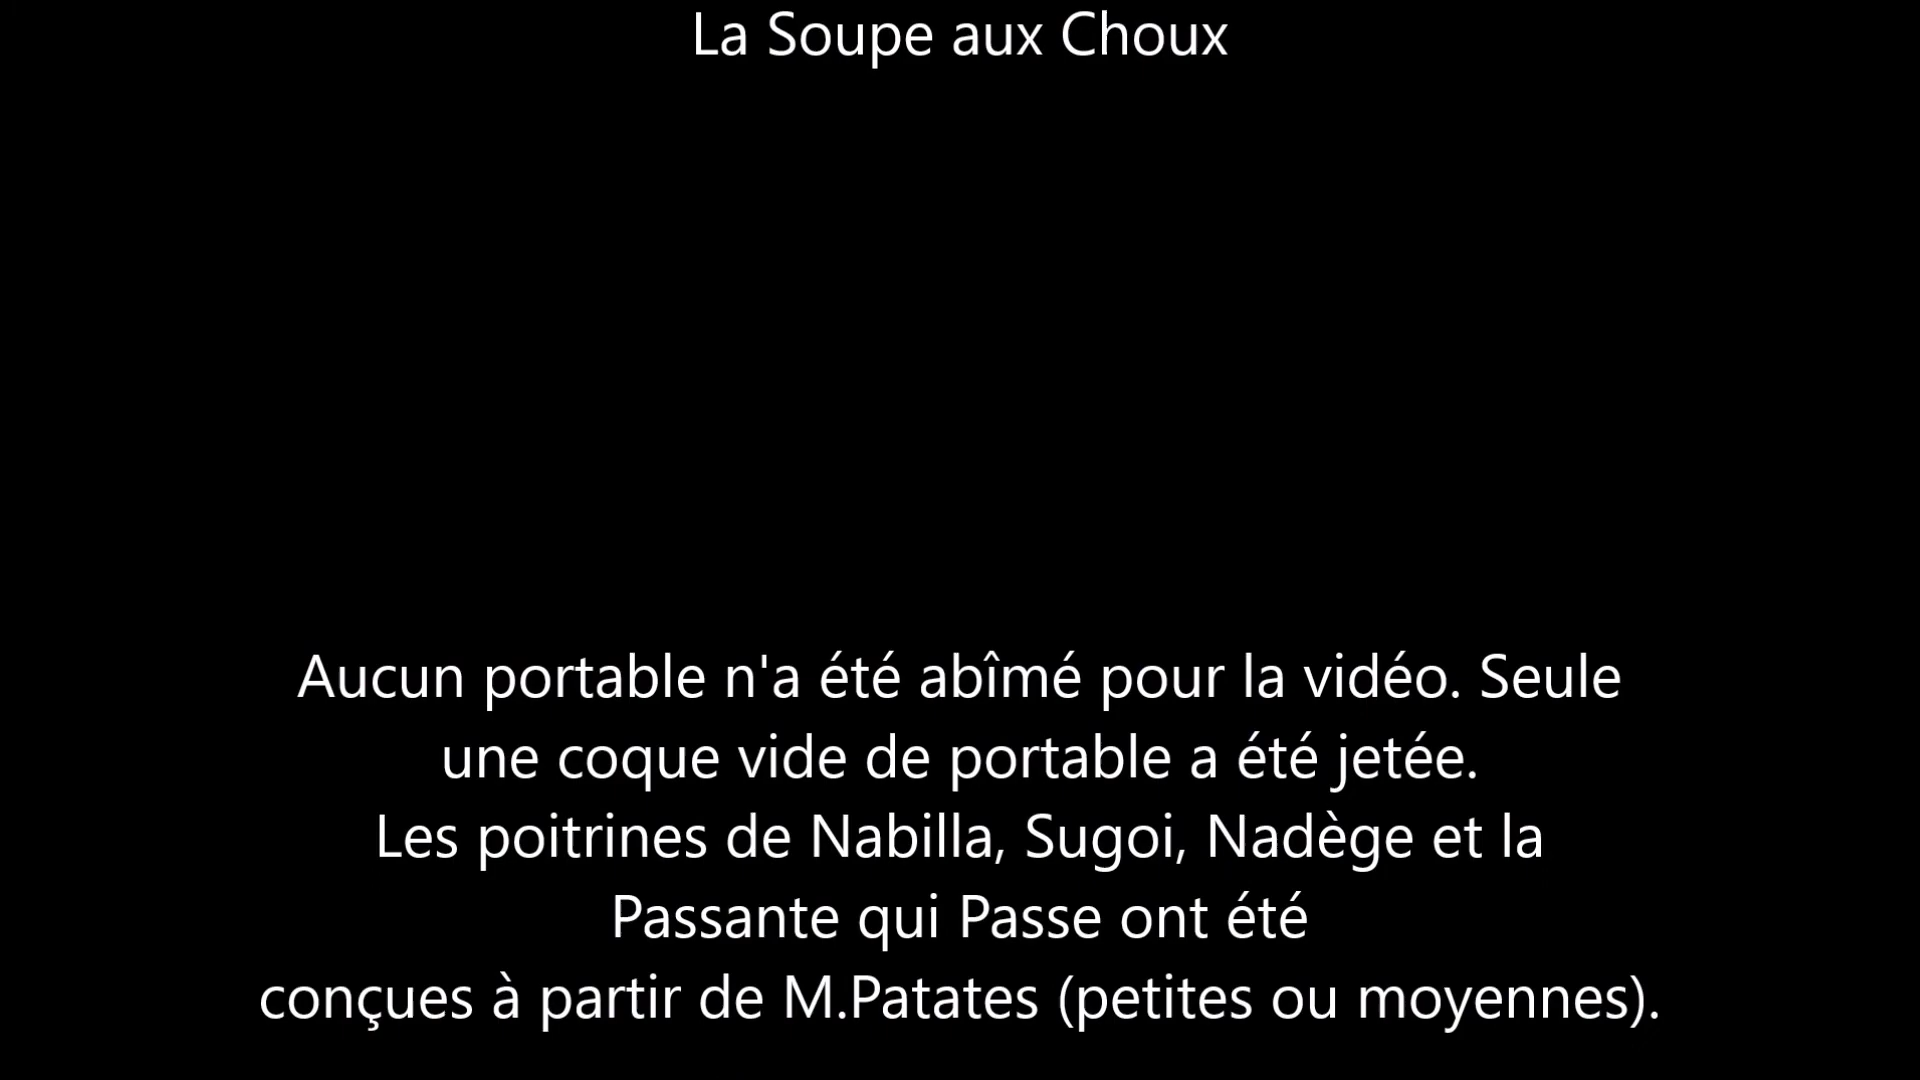 La Soupe aux Choux
Aucun portable n'a été abîmé pour la vidéo. Seule
une coque vide de portable a été jetée.
Les poitrines de Nabilla, Sugoi, Nadège et la
Passante qui Passe ont été
conçues à partir de M.Patates (petites ou moyennes).